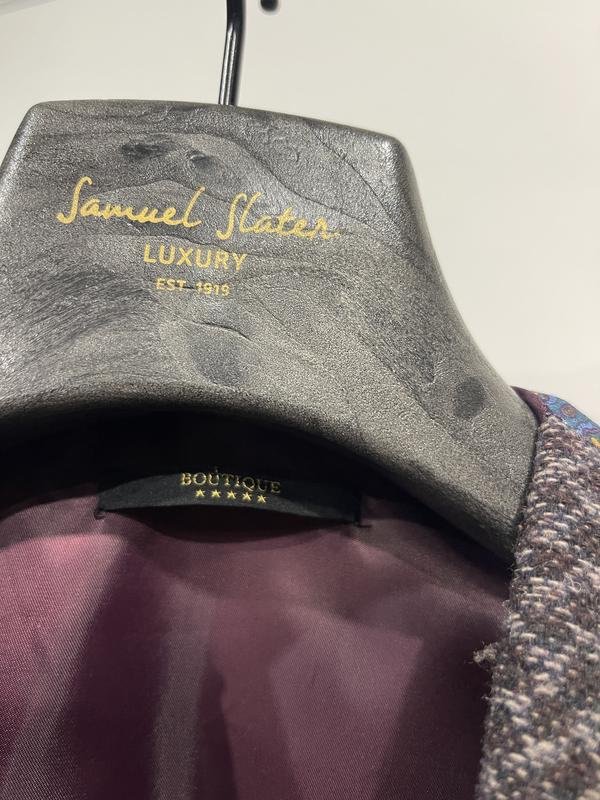 Samuel Slater
LUXURY
EST 1919
BOUTIQUE
★★★★★